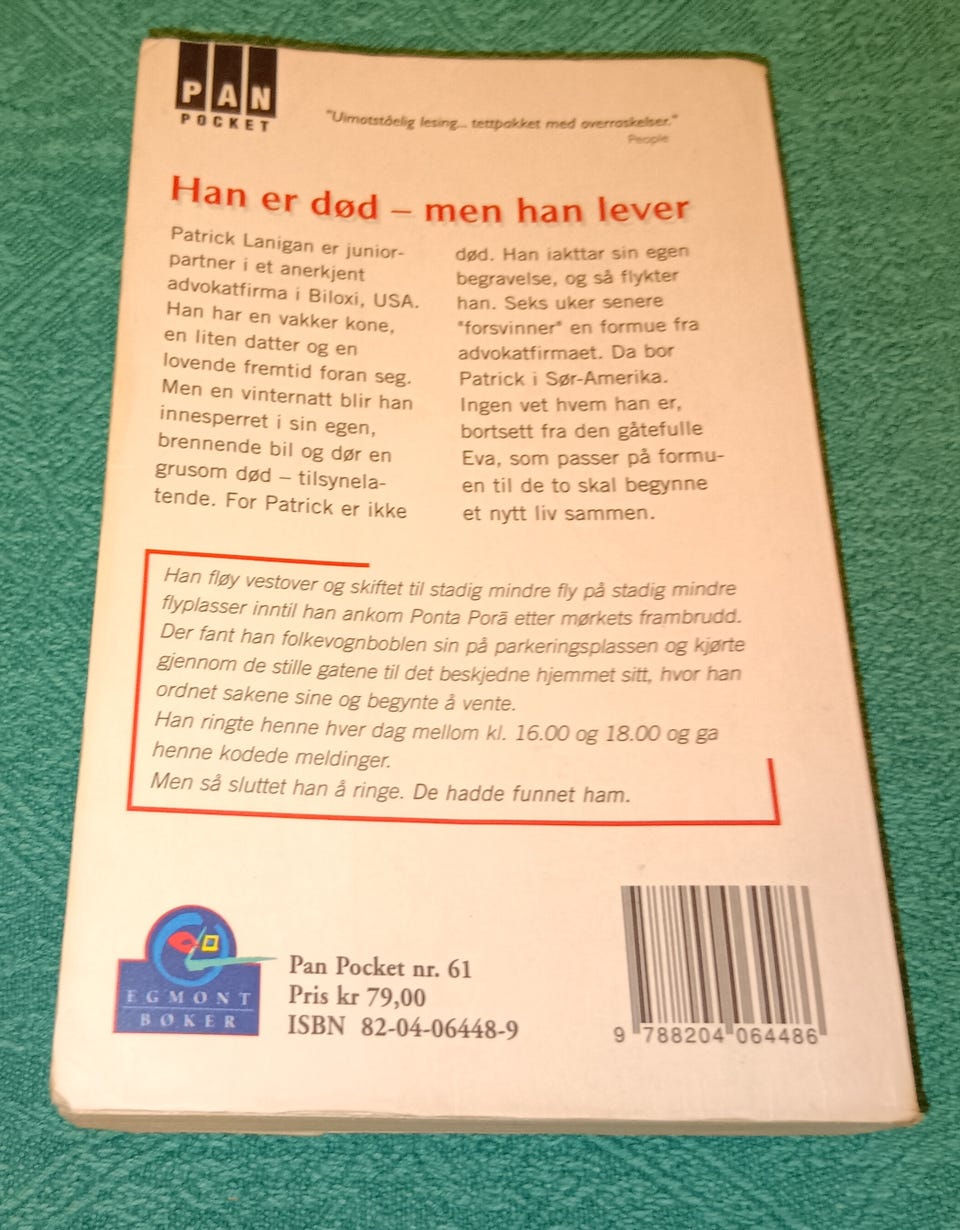 PAN
POCKET
"Uimotståelig lesing... tettpakket med overraskelser."
People
Han er død – men han lever
Patrick Lanigan er junior-
partner i et anerkjent
advokatfirma i Biloxi, USA.
Han har en vakker kone,
en liten datter og en
lovende fremtid foran seg.
Men en vinternatt blir han
innesperret i sin egen,
brennende bil og dør en
grusom død – tilsynela-
tende. For Patrick er ikke
død. Han iakttar sin egen
begravelse, og så flykter
han. Seks uker senere
"forsvinner" en formue fra
advokatfirmaet. Da bor
Patrick i Sør-Amerika.
Ingen vet hvem han er,
bortsett fra den gåtefulle
Eva, som passer på formu-
en til de to skal begynne
et nytt liv sammen.
Han fløy vestover og skiftet til stadig mindre fly på stadig mindre
flyplasser inntil han ankom Ponta Porã etter mørkets frambrudd.
Der fant han folkevognboblen sin på parkeringsplassen og kjørte
gjennom de stille gatene til det beskjedne hjemmet sitt, hvor han
ordnet sakene sine og begynte å vente.
Han ringte henne hver dag mellom kl. 16.00 og 18.00 og ga
henne kodede meldinger.
Men så sluttet han å ringe. De hadde funnet ham.
EGMONT
BØKER
Pan Pocket nr. 61
Pris kr 79,00
ISBN 82-04-06448-9
9 788204 064486